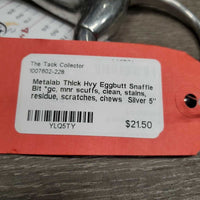 The Tack Collector
1007602-228
Metalab Thick Hvy Eggbutt Snaffle
Bit *gc, mnr scuffs, clean, stains,
residue, scratches, chews Silver 5"
YLQ5TY
$21.50